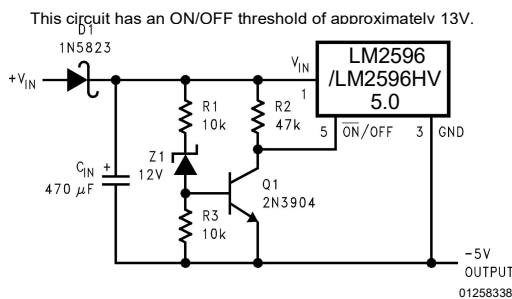 This circuit has an ON/OFF threshold of approximately 13V.
D1
1N5823
+VIN
VIN
1
LM2596
/LM2596HV
5.0
R1
10k
R2
47k
5
ON/OFF
3
GND
Z1
12V
CIN
+
470 μF
Q1
2N3904
R3
10k
-5V
OUTPUT
01258338